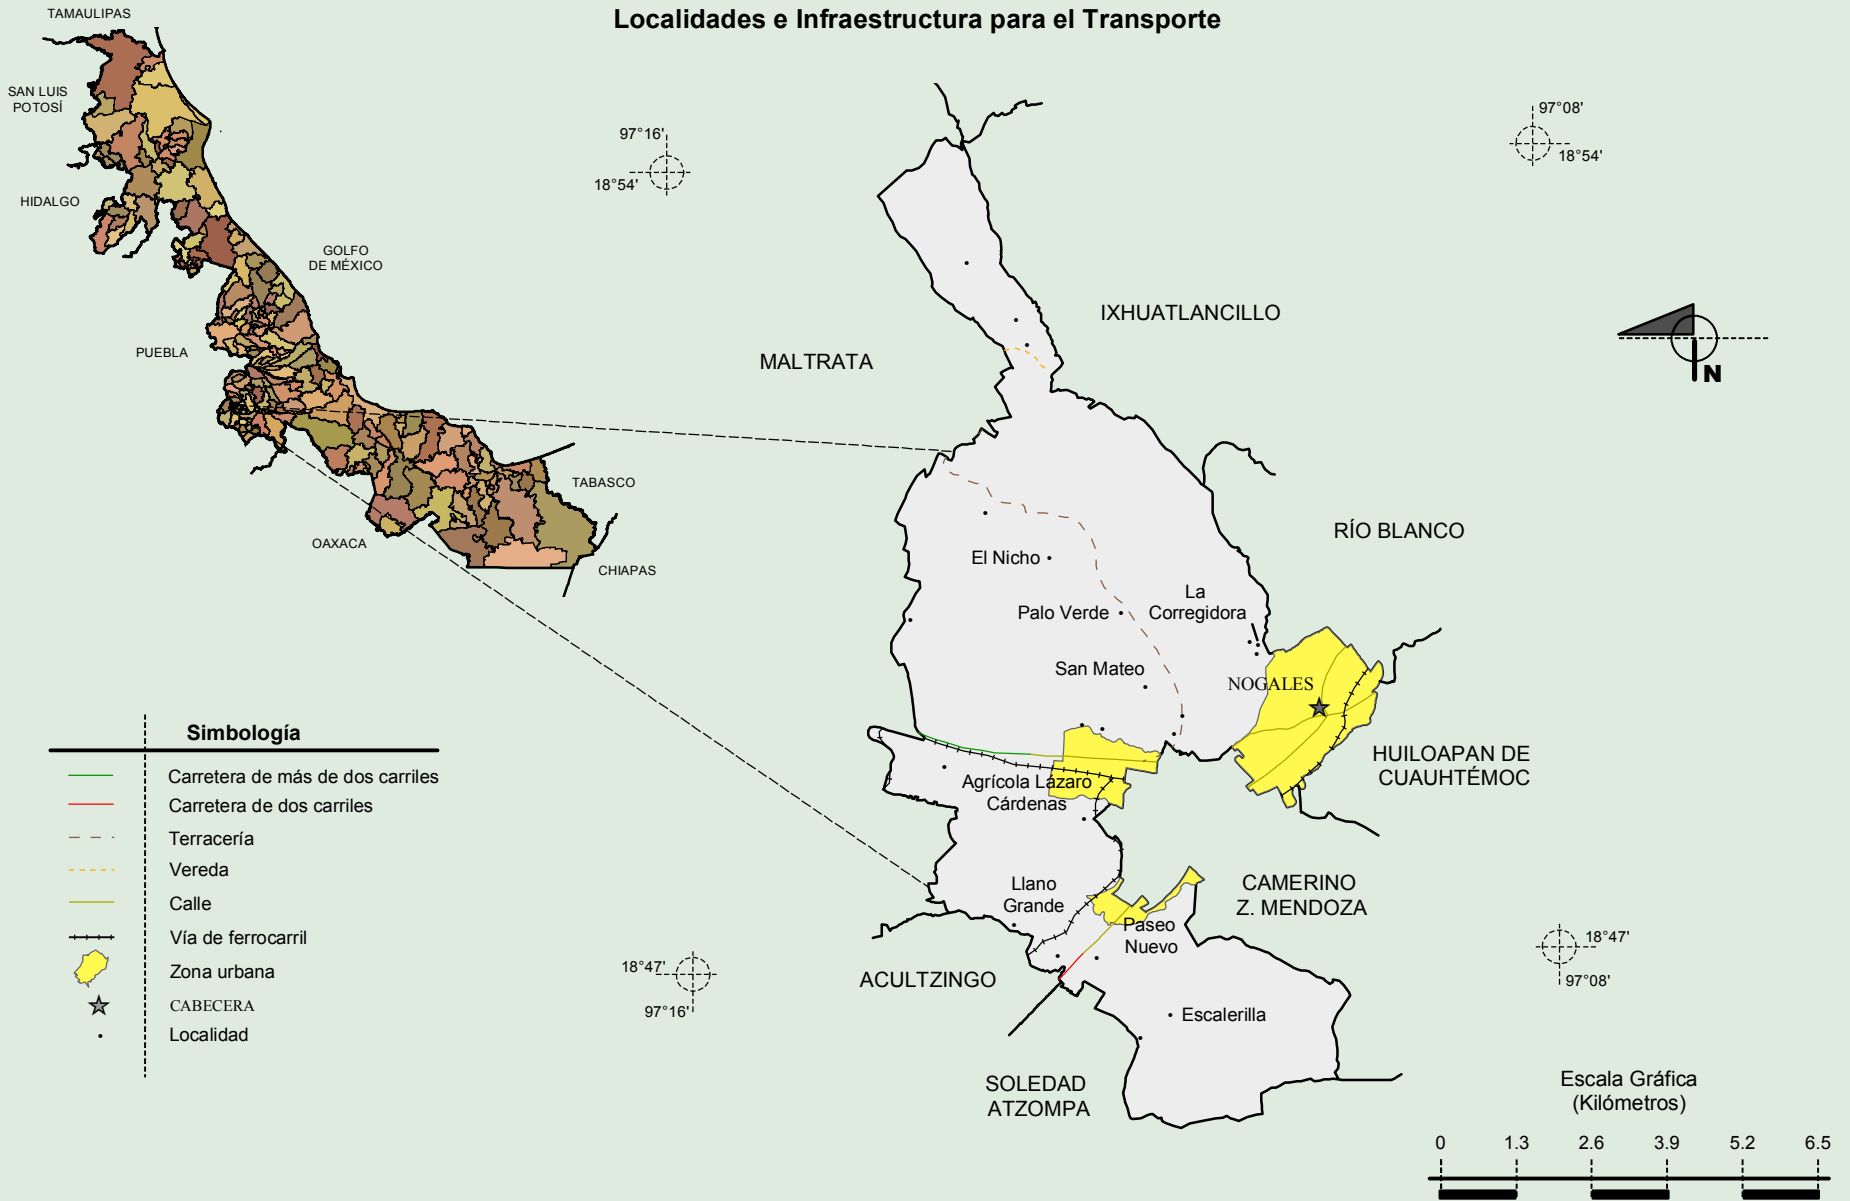 Localidades e Infraestructura para el Transporte
TAMAULIPAS
SAN LUIS
POTOSÍ
HIDALGO
GOLFO
DE MÉXICO
PUEBLA
TABASCO
OAXACA
CHIAPAS
97°16'
18°54'
97°08'
18°54'
IXHUATLANCILLO
MALTRATA
N
RÍO BLANCO
El Nicho
Palo Verde
La
Corregidora
San Mateo
NOGALES
HUILOAPAN DE
CUAUHTÉMOC
Agrícola Lázaro
Cárdenas
Llano
Grande
CAMERINO
Z. MENDOZA
Paseo
Nuevo
ACULTZINGO
Escalerilla
SOLEDAD
ATZOMPA
18°47'
97°16'
18°47'
97°08'
Simbología
Carretera de más de dos carriles
Carretera de dos carriles
Terracería
Vereda
Calle
Vía de ferrocarril
Zona urbana
CABECERA
Localidad
Escala Gráfica
(Kilómetros)
0 1.3 2.6 3.9 5.2 6.5